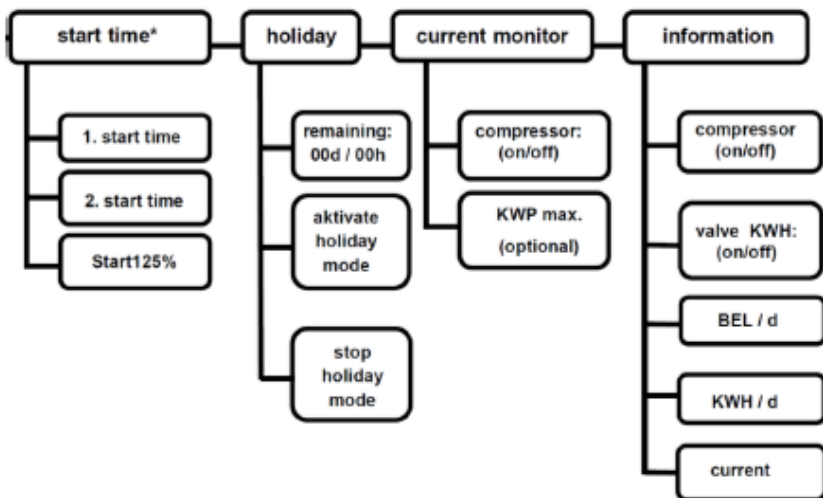 start time*
holiday
current monitor
information
1. start time
2. start time
Start125%
remaining:
00d / 00h
aktivate
holiday
mode
stop
holiday
mode
compressor:
(on/off)
KWP max.
(optional)
compressor
(on/off)
valve KWH:
(on/off)
BEL / d
KWH / d
current